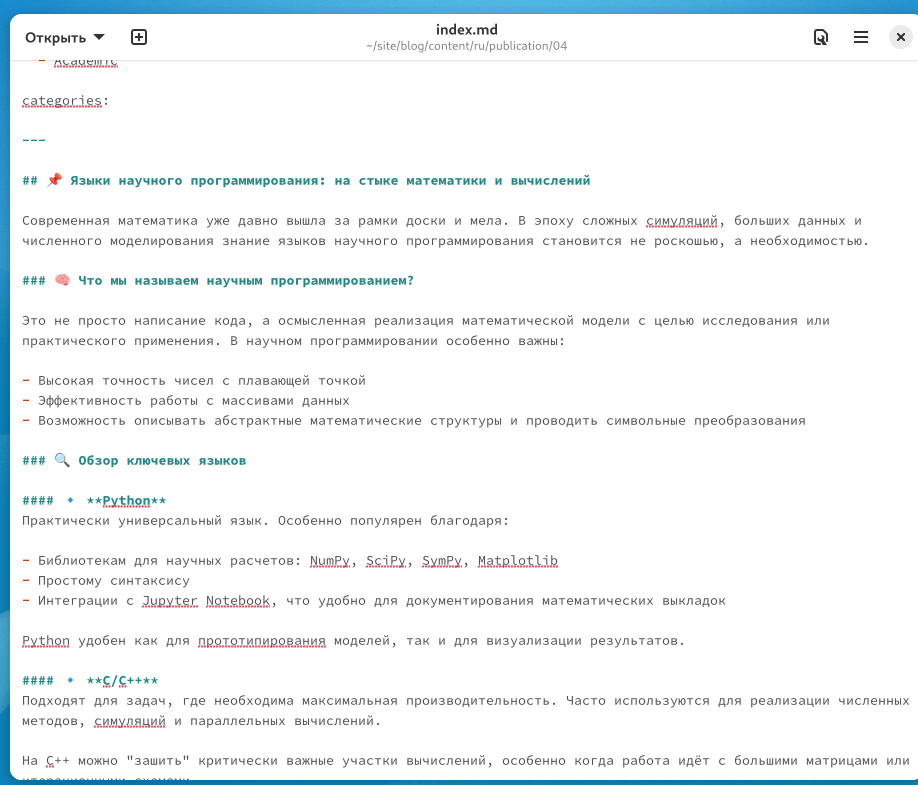 Открыть
index.md
~/site/blog/content/ru/publication/04
- Academic
categories:
---
## 📌 Языки научного программирования: на стыке математики и вычислений
Современная математика уже давно вышла за рамки доски и мела. В эпоху сложных симуляций, больших данных и
численного моделирования знание языков научного программирования становится не роскошью, а необходимостью.
### 🧠 Что мы называем научным программированием?
Это не просто написание кода, а осмысленная реализация математической модели с целью исследования или
практического применения. В научном программировании особенно важны:
- Высокая точность чисел с плавающей точкой
- Эффективность работы с массивами данных
- Возможность описывать абстрактные математические структуры и проводить символьные преобразования
### 🔍 Обзор ключевых языков
#### 🔹 **Python**
Практически универсальный язык. Особенно популярен благодаря:
- Библиотекам для научных расчетов: NumPy, SciPy, SymPy, Matplotlib
- Простому синтаксису
- Интеграции с Jupyter Notebook, что удобно для документирования математических выкладок
Python удобен как для прототипирования моделей, так и для визуализации результатов.
#### 🔹 **C/C++**
Подходят для задач, где необходима максимальная производительность. Часто используются для реализации численных
методов, симуляций и параллельных вычислений.
На C++ можно "зашить" критически важные участки вычислений, особенно когда работа идёт с большими матрицами или
итерационными схемами.